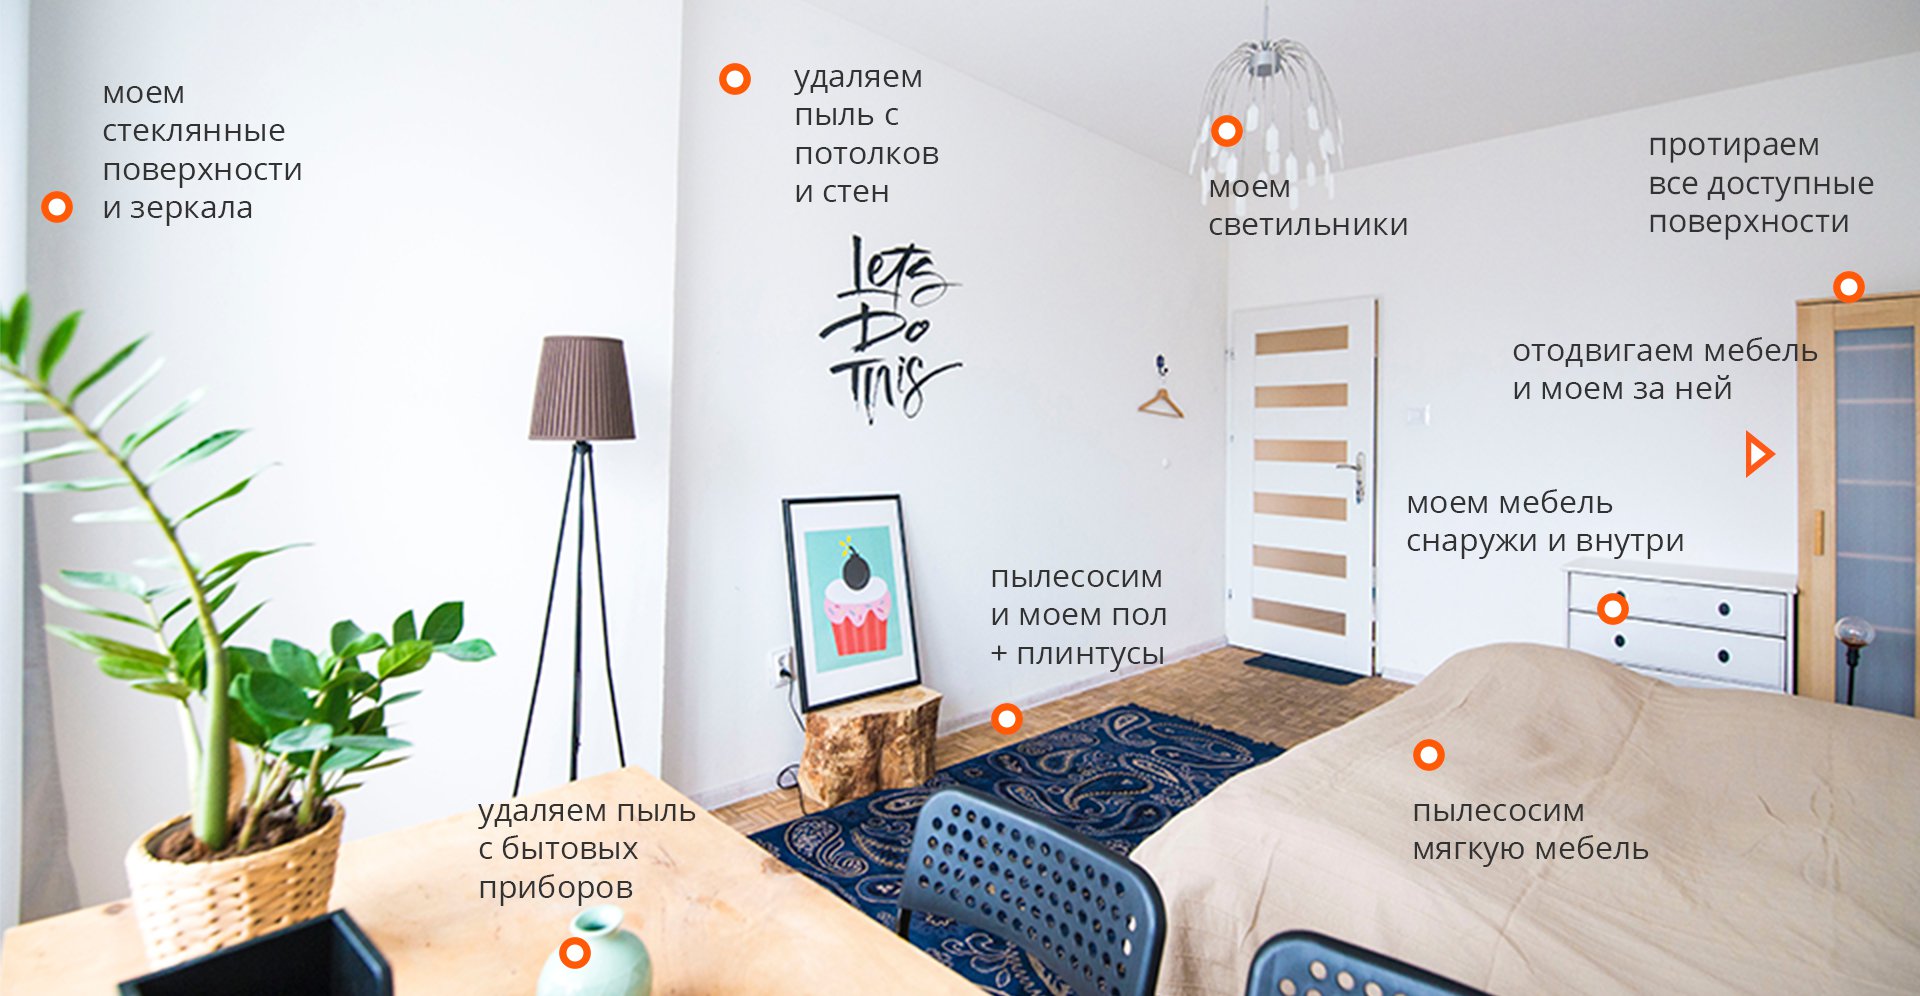 моем
стеклянные
поверхности
и зеркала
удаляем
пыль с
потолков
и стен
моем
светильники
протираем
все доступные
поверхности
Lets
Do
This
отодвигаем мебель
и моем за ней
моем мебель
снаружи и внутри
пылесосим
и моем пол
+ плинтусы
удаляем пыль
с бытовых
приборов
пылесосим
мягкую мебель